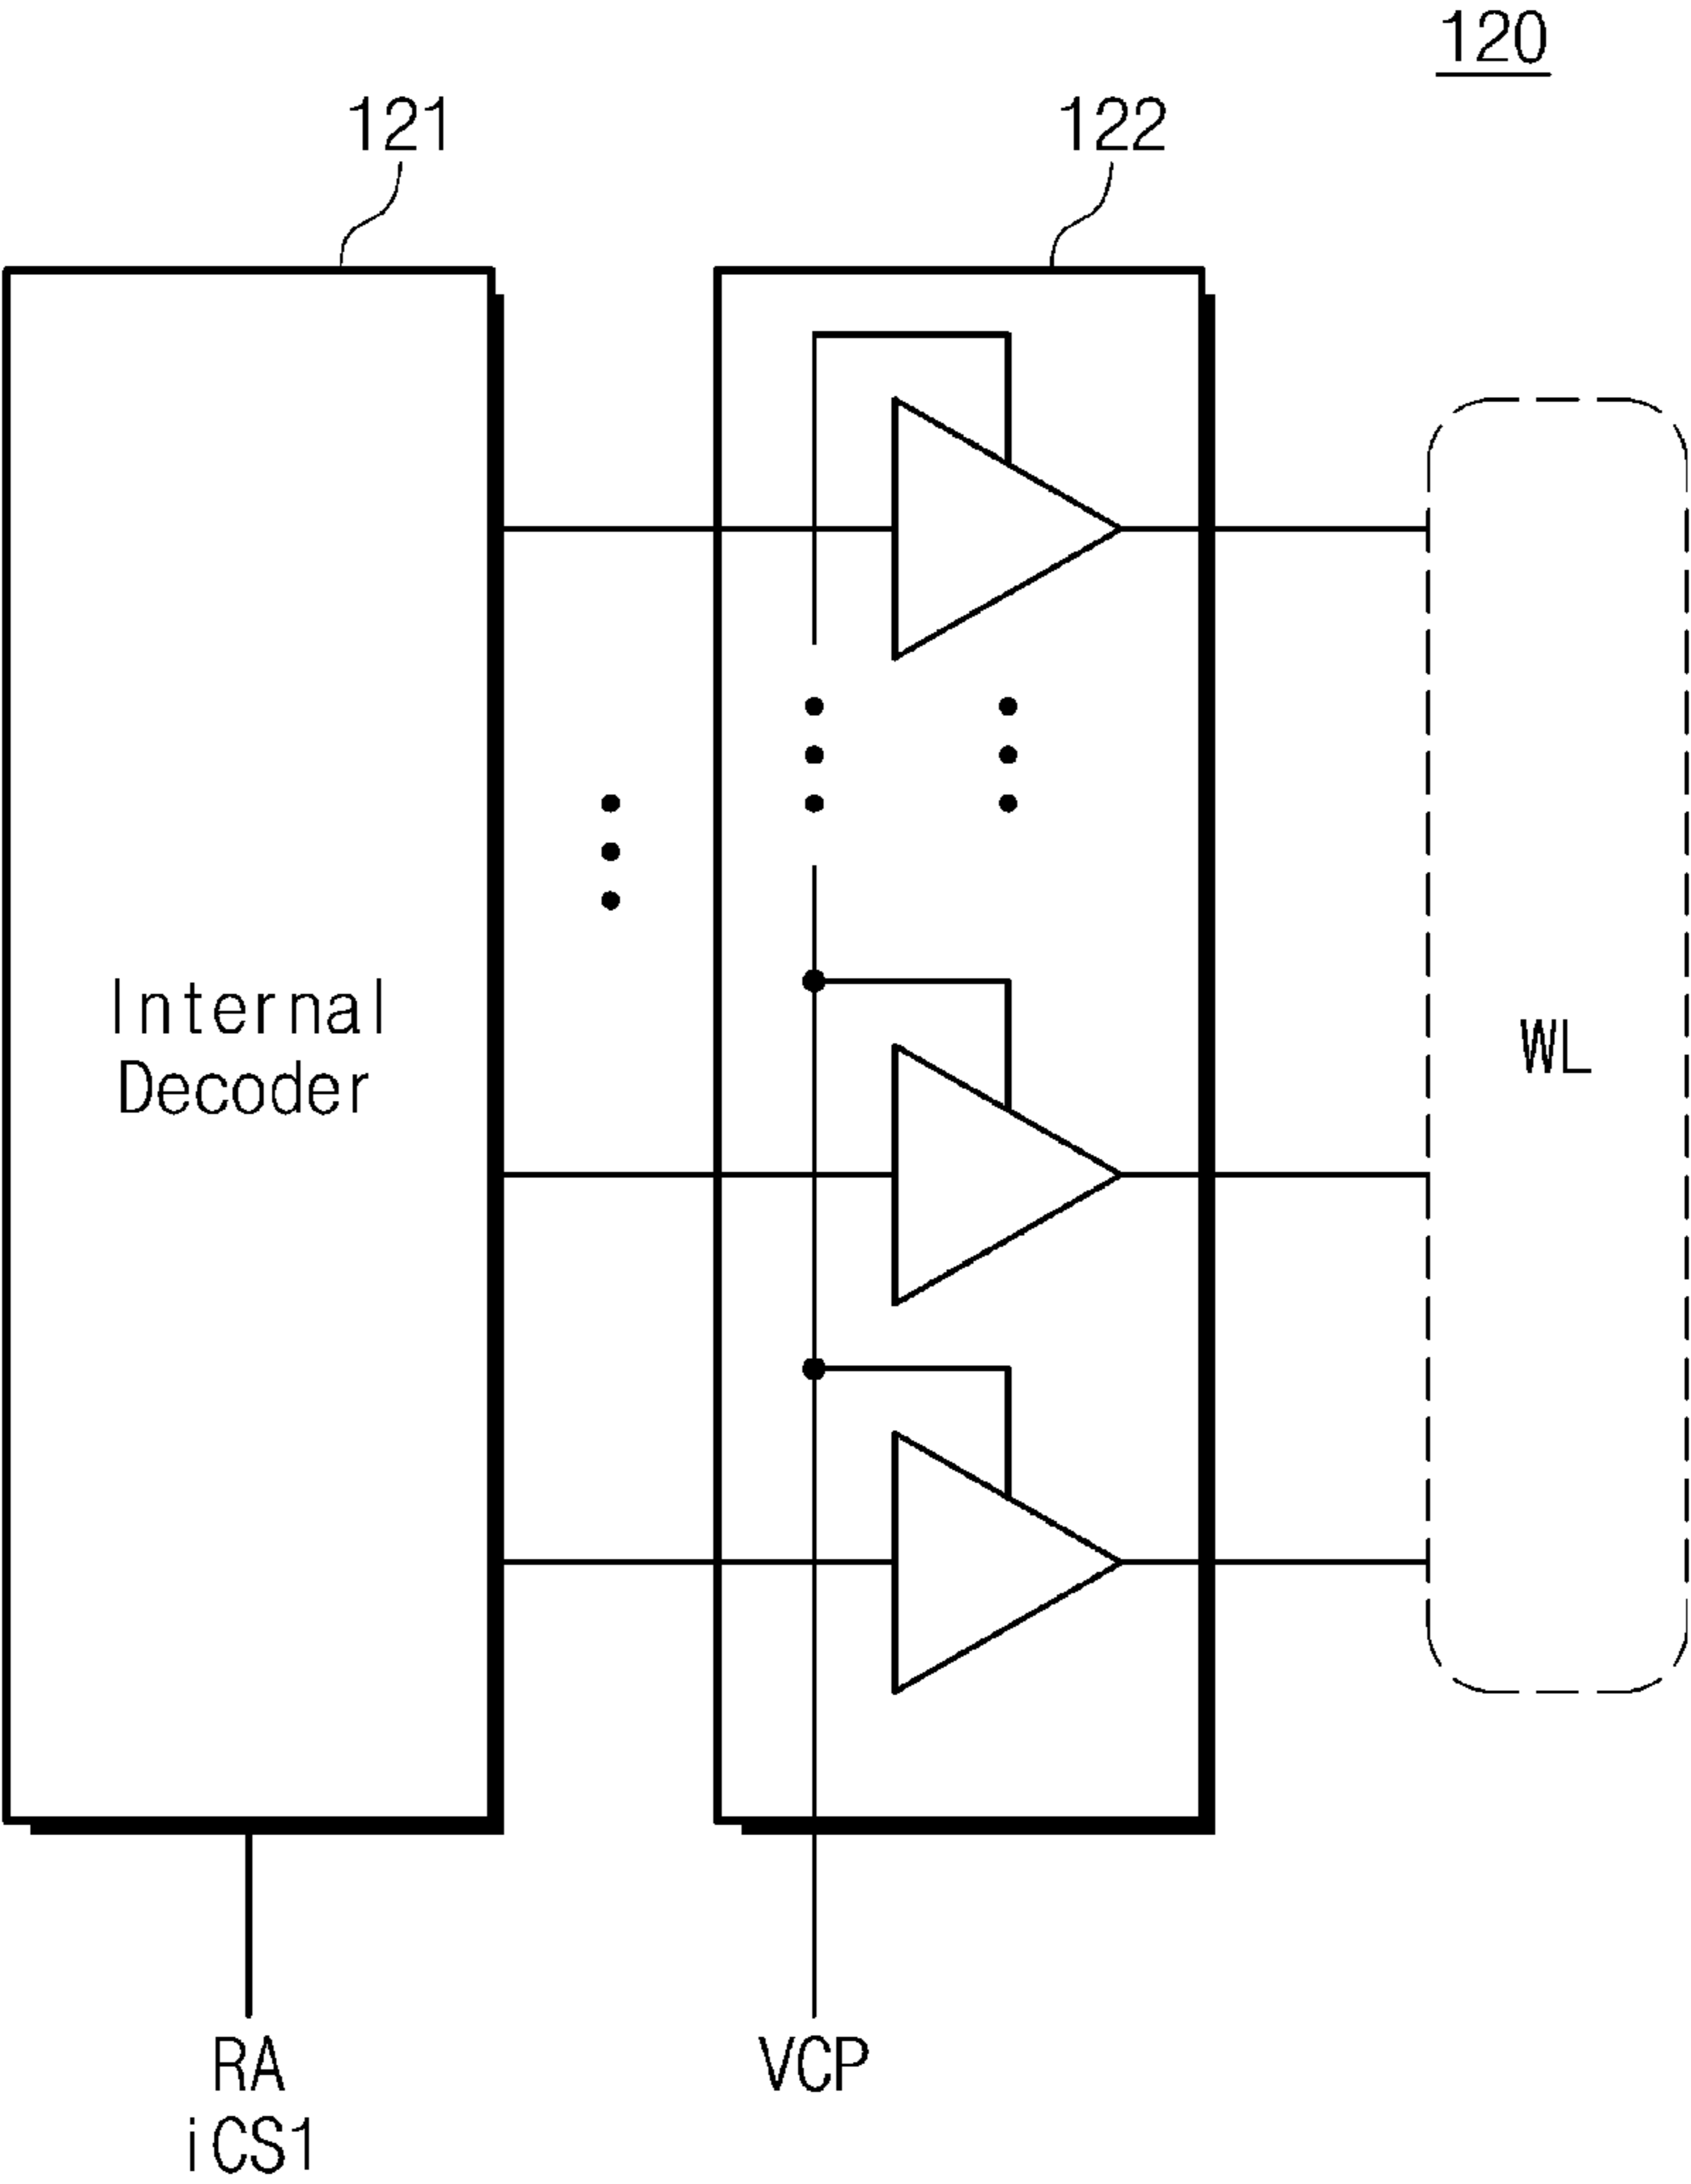 120
121
122
Internal
Decoder
WL
RA
iCS1
VCP